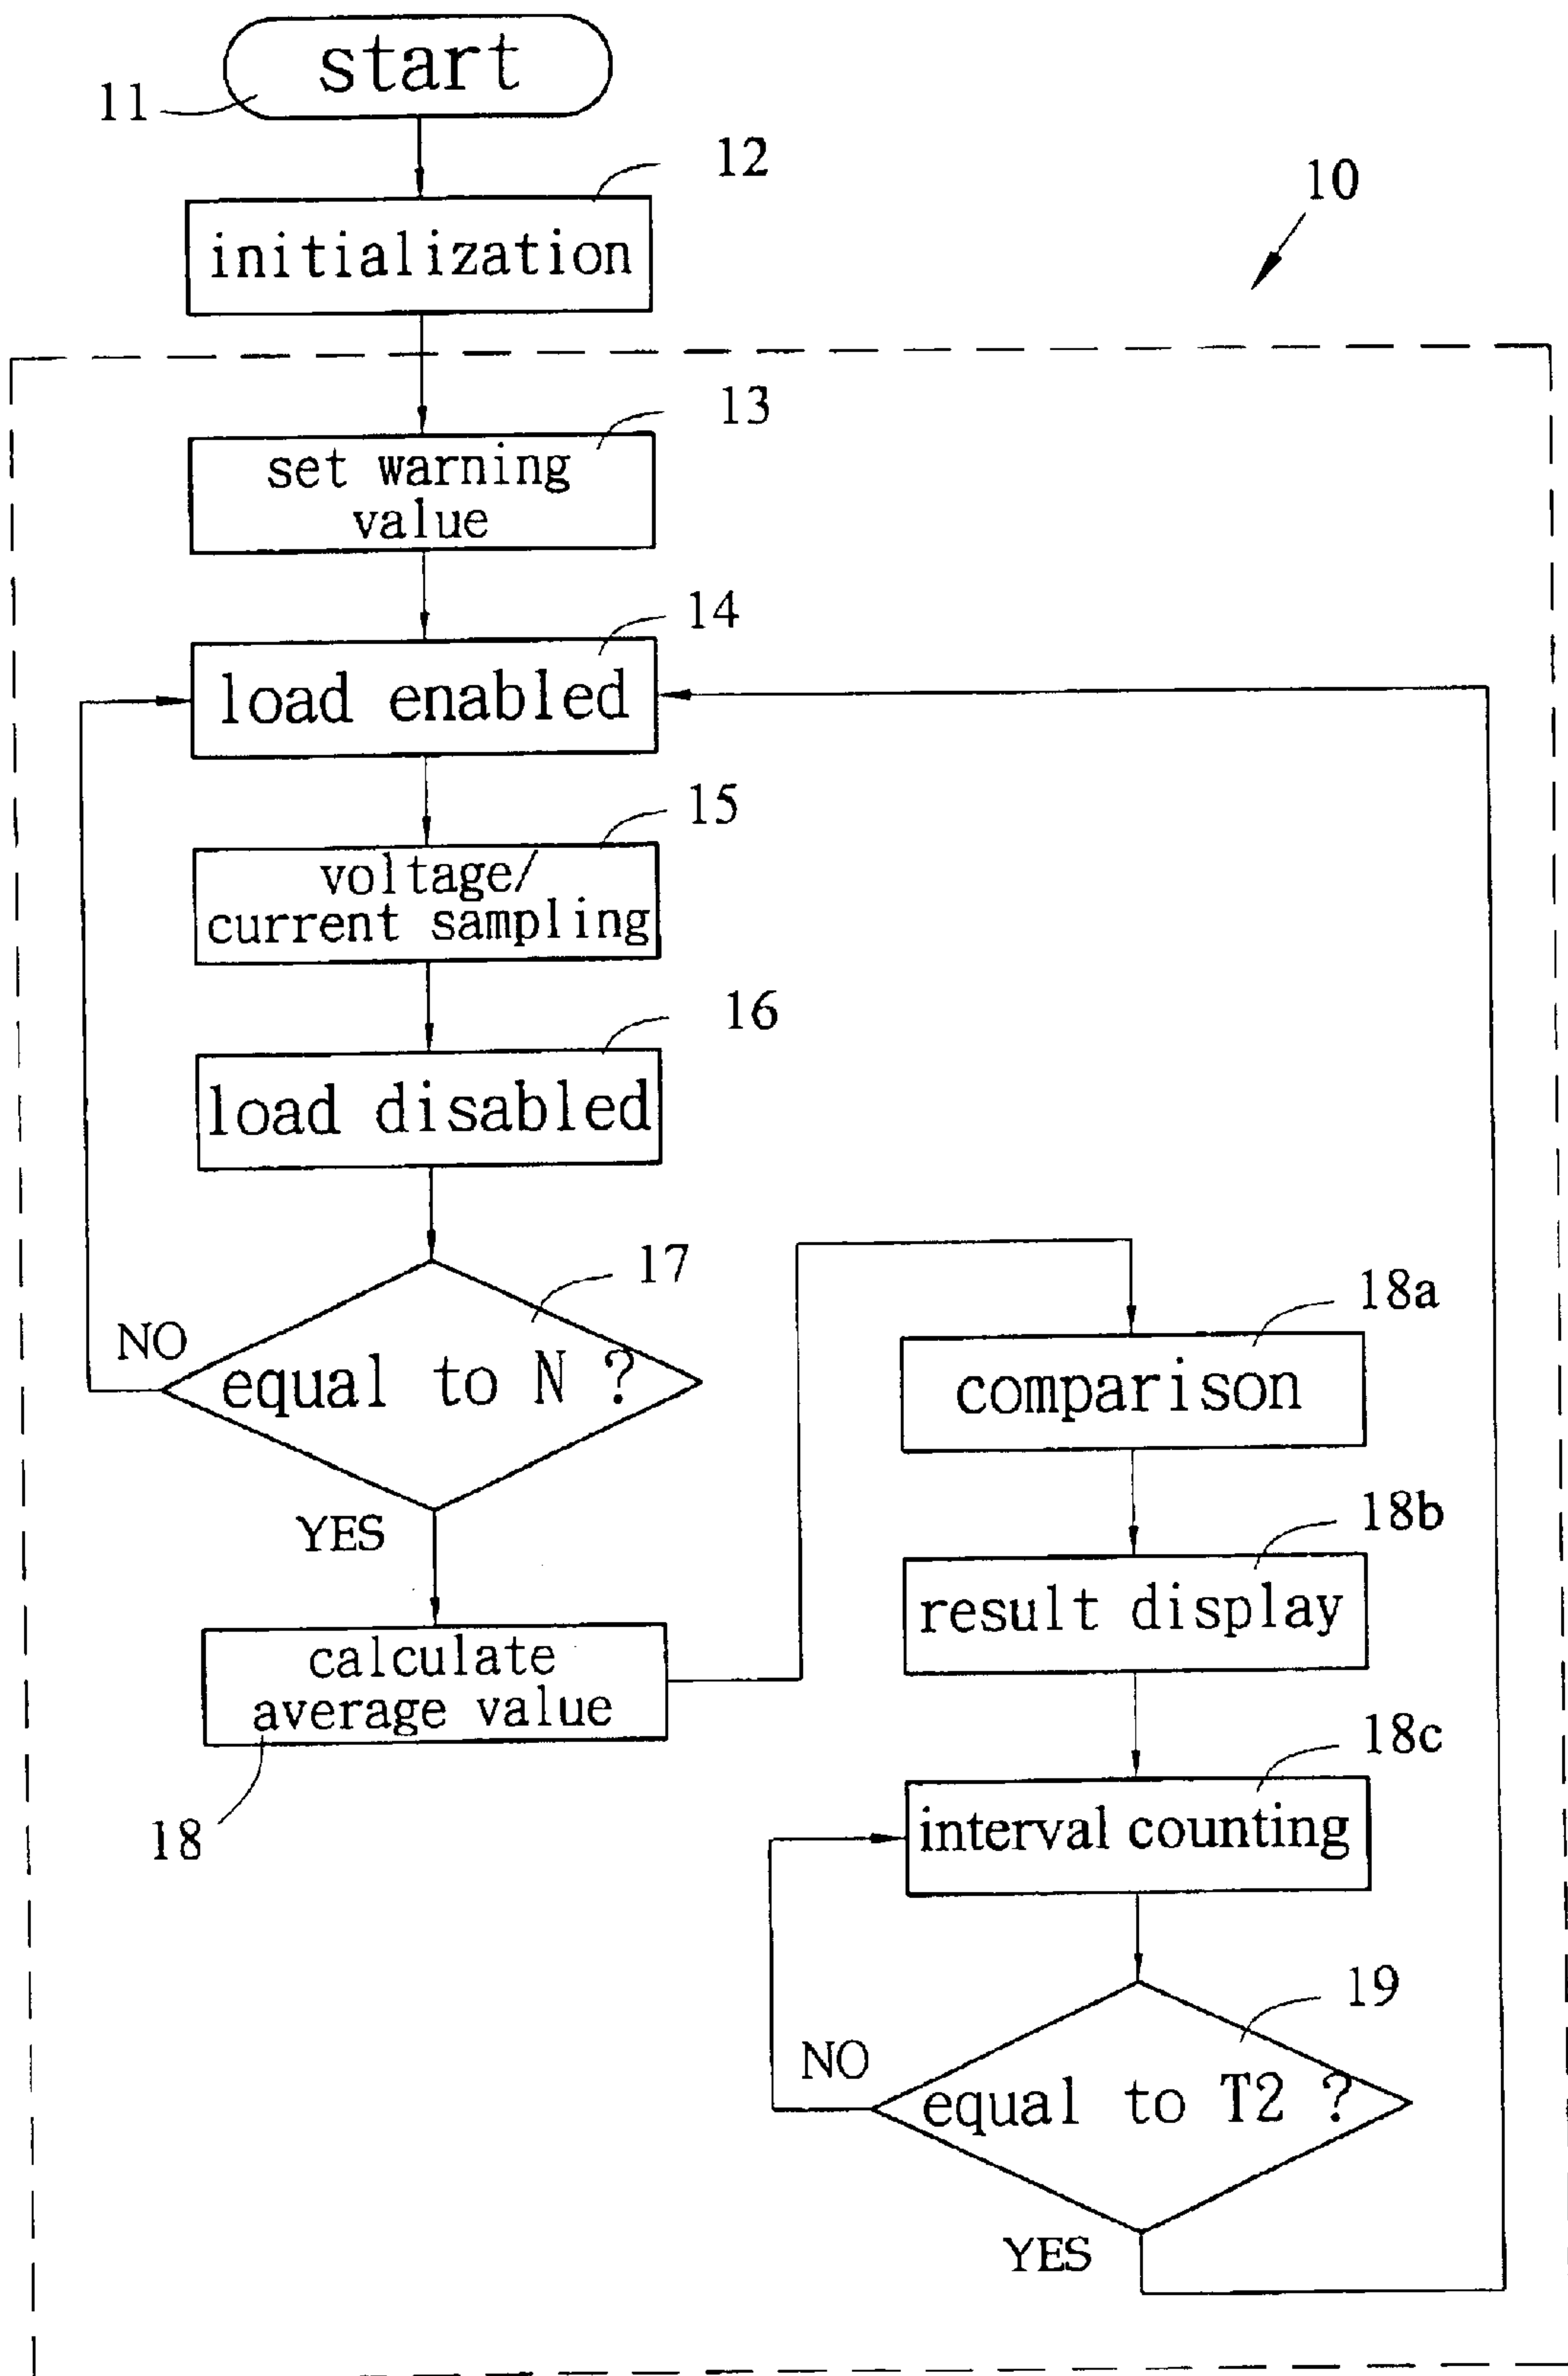 start
11
12
10
initialization
13
set warning
value
14
load enabled
15
voltage/
current sampling
16
load disabled
17
NO
equal to N ?
YES
calculate
average value
18
18a
comparison
18b
result display
18c
interval counting
19
NO
equal to T2 ?
YES